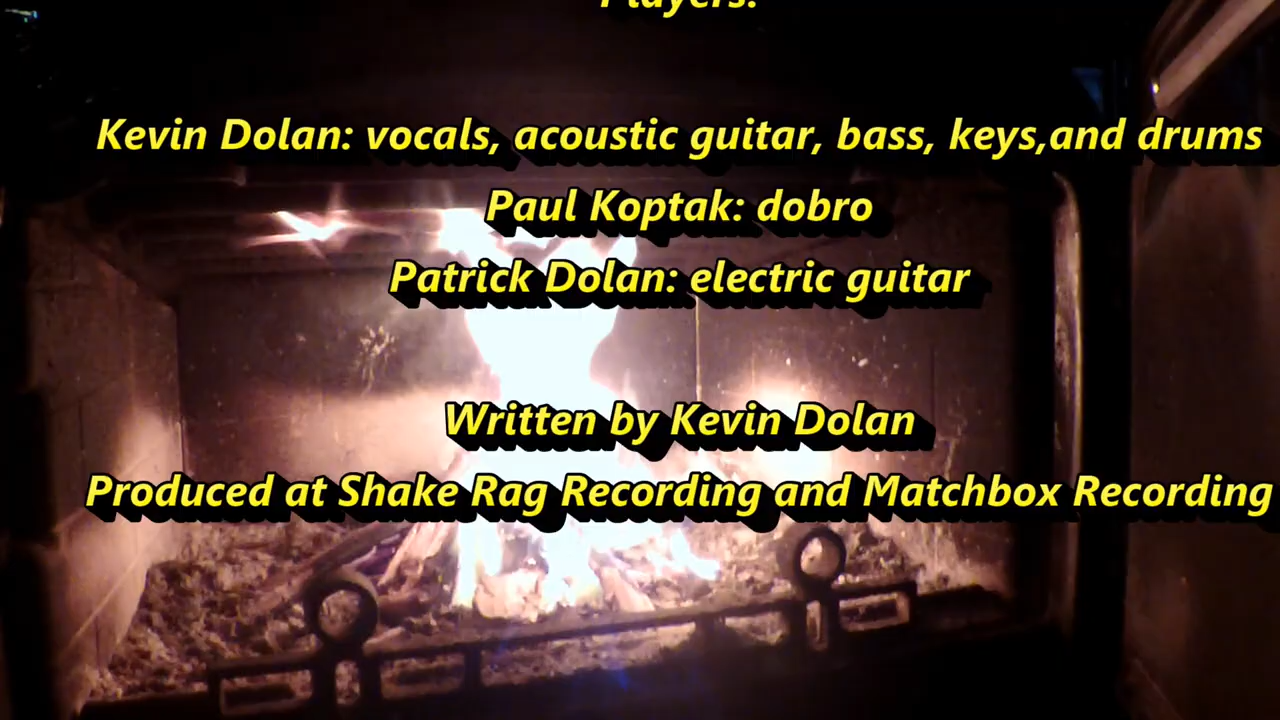 Players:
Kevin Dolan: vocals, acoustic guitar, bass, keys,and drums
Paul Koptak: dobro
Patrick Dolan: electric guitar
Written by Kevin Dolan
Produced at Shake Rag Recording and Matchbox Recording